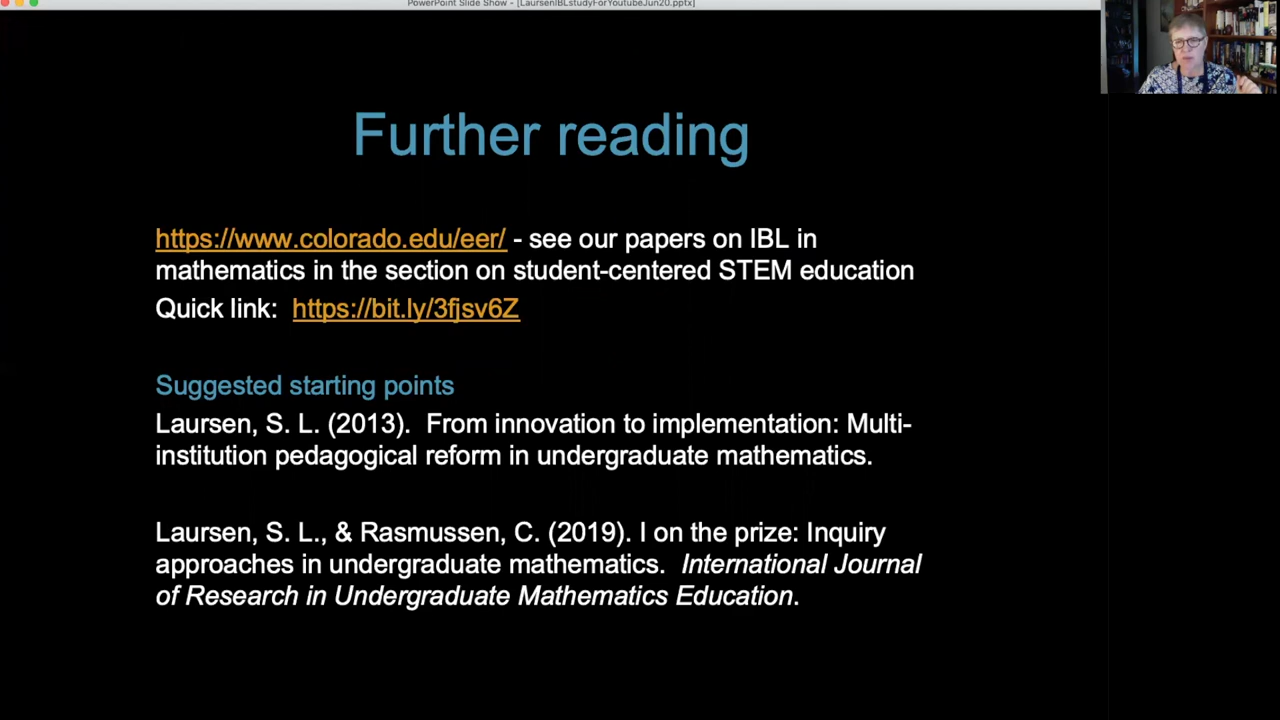 PowerPoint Slide Show - [LaursenIBLstudyForYoutubeJun20.pptx]
Further reading
https://www.colorado.edu/eer/ - see our papers on IBL in
mathematics in the section on student-centered STEM education
Quick link:  https://bit.ly/3fjsv6Z
Suggested starting points
Laursen, S. L. (2013).  From innovation to implementation: Multi-
institution pedagogical reform in undergraduate mathematics.
Laursen, S. L., & Rasmussen, C. (2019). I on the prize: Inquiry
approaches in undergraduate mathematics.  International Journal
of Research in Undergraduate Mathematics Education.